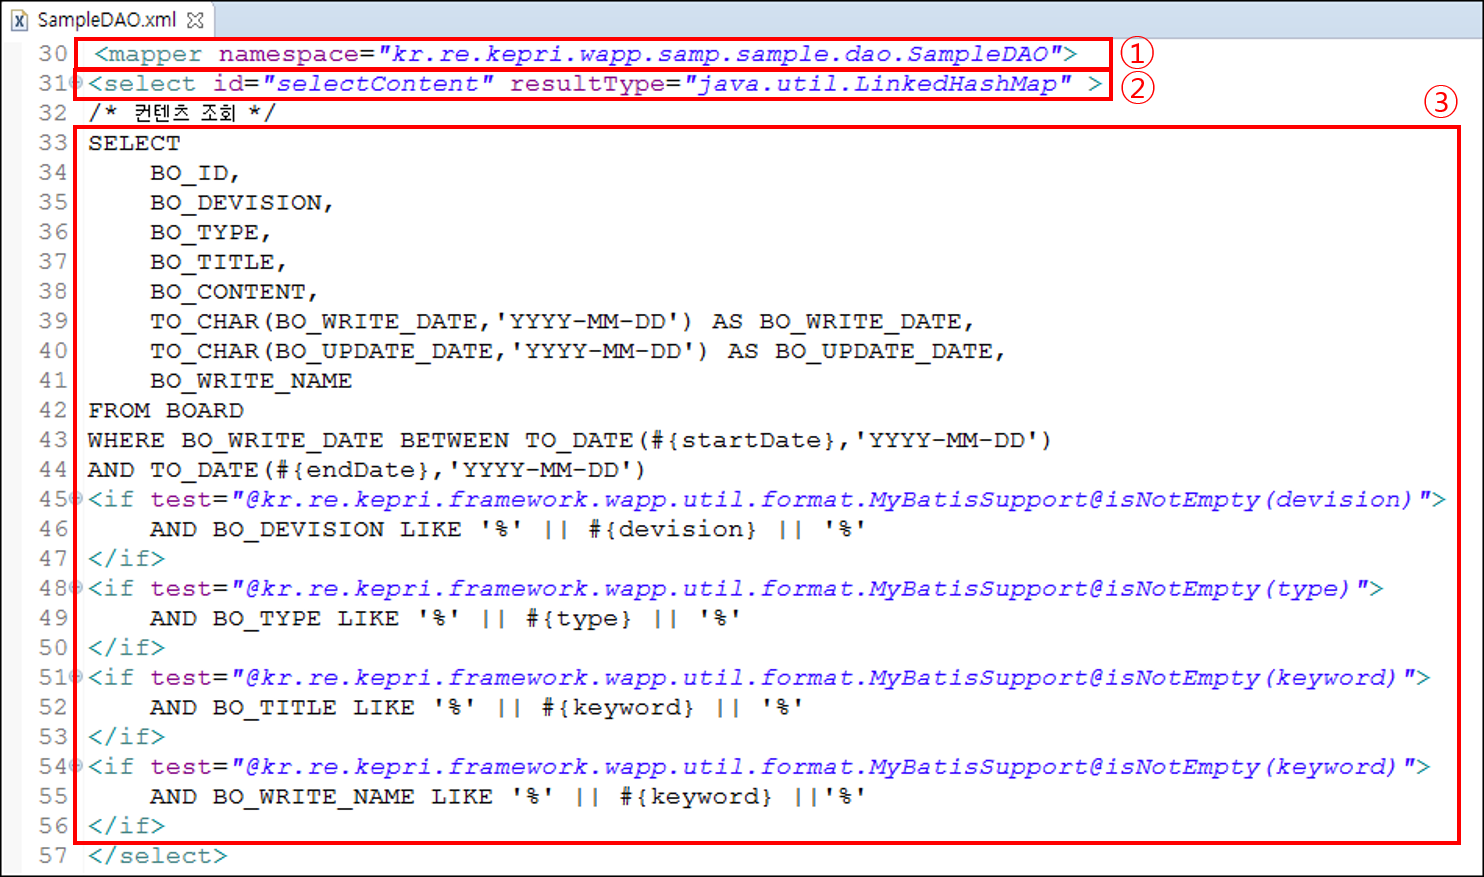 SampleDAO.xml
30 <mapper namespace="kr.re.kepri.wapp.samp.sample.dao.SampleDAO"> ①
31 <select id="selectContent" resultType="java.util.LinkedHashMap" > ②
32 /* 컨텐츠 조회 */ ③
33 SELECT
34 BO_ID,
35 BO_DEVISION,
36 BO_TYPE,
37 BO_TITLE,
38 BO_CONTENT,
39 TO_CHAR(BO_WRITE_DATE,'YYYY-MM-DD') AS BO_WRITE_DATE,
40 TO_CHAR(BO_UPDATE_DATE,'YYYY-MM-DD') AS BO_UPDATE_DATE,
41 BO_WRITE_NAME
42 FROM BOARD
43 WHERE BO_WRITE_DATE BETWEEN TO_DATE(#{startDate},'YYYY-MM-DD')
44 AND TO_DATE(#{endDate},'YYYY-MM-DD')
45 <if test="@kr.re.kepri.framework.wapp.util.format.MyBatisSupport@isNotEmpty(devision)">
46 AND BO_DEVISION LIKE '%' || #{devision} || '%'
47 </if>
48 <if test="@kr.re.kepri.framework.wapp.util.format.MyBatisSupport@isNotEmpty(type)">
49 AND BO_TYPE LIKE '%' || #{type} || '%'
50 </if>
51 <if test="@kr.re.kepri.framework.wapp.util.format.MyBatisSupport@isNotEmpty(keyword)">
52 AND BO_TITLE LIKE '%' || #{keyword} || '%'
53 </if>
54 <if test="@kr.re.kepri.framework.wapp.util.format.MyBatisSupport@isNotEmpty(keyword)">
55 AND BO_WRITE_NAME LIKE '%' || #{keyword} ||'%'
56 </if>
57 </select>